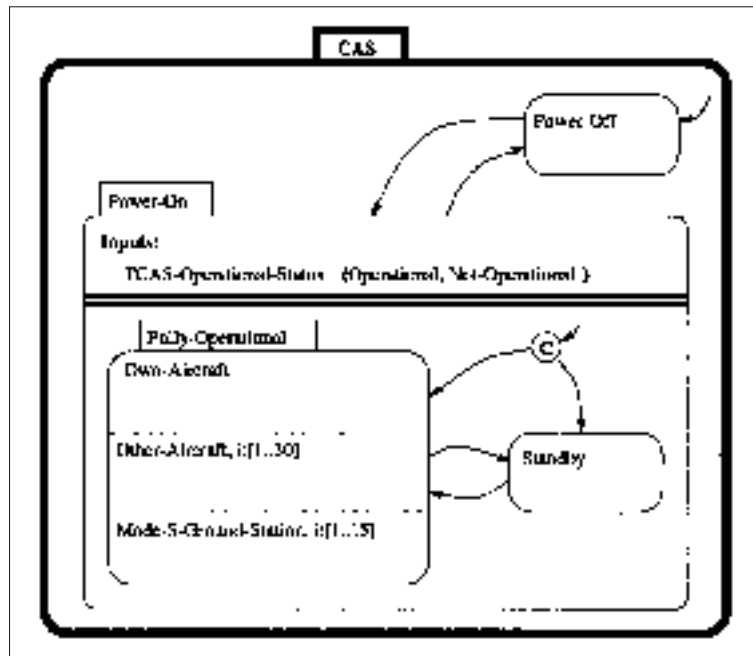 CAS
Power-Off
Power-On
Inputs:
TCAS-Operational-Status {Operational, Not-Operational }
Fully-Operational
C
Own-Aircraft
Other-Aircraft, i:[1..30]
Standby
Mode-S-Ground-Station, i:[1..15]